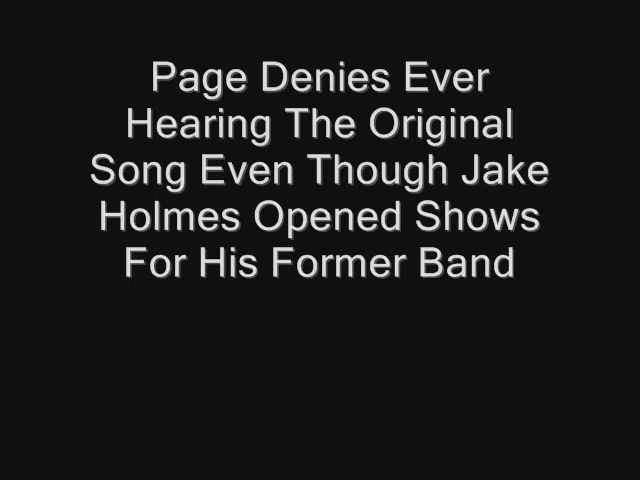 Page Denies Ever
Hearing The Original
Song Even Though Jake
Holmes Opened Shows
For His Former Band